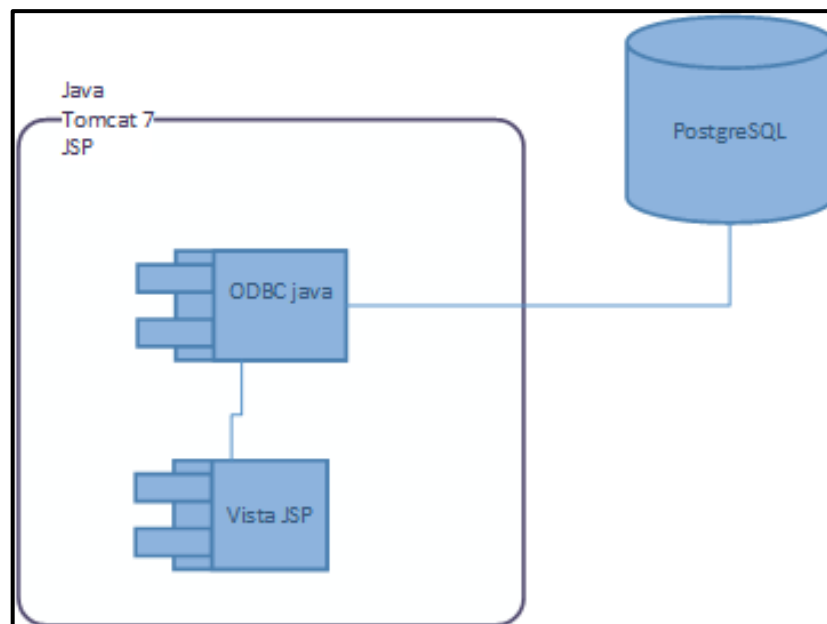 Java
Tomcat 7
JSP
PostgreSQL
ODBC java
Vista JSP